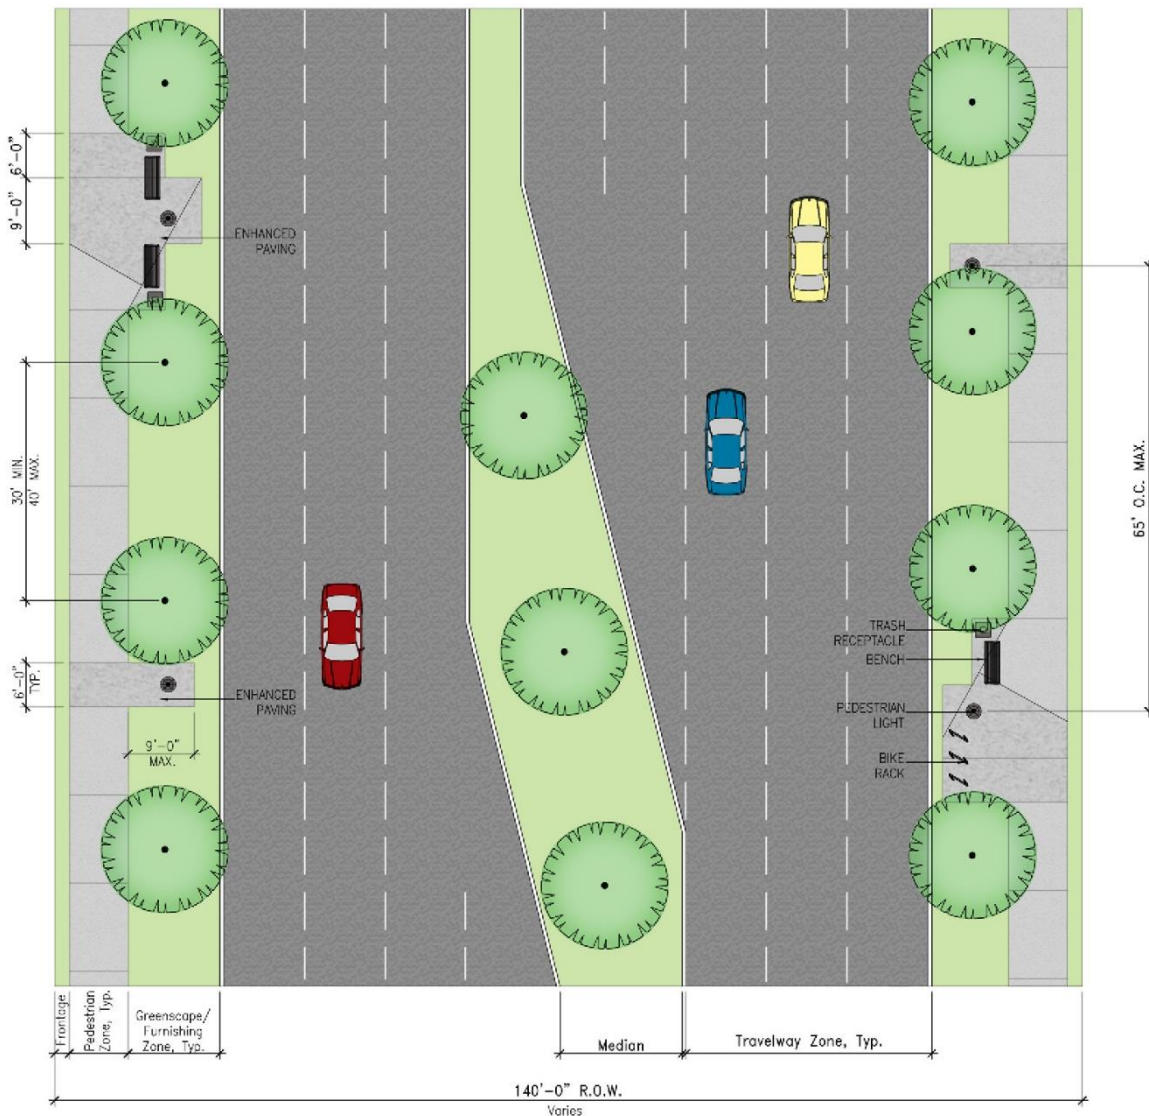 6'-0"
9'-0"
ENHANCED
PAVING
30' MIN.
40' MAX.
65' O.C. MAX.
TRASH
RECEPTACLE
BENCH
6'-0"
TYP.
ENHANCED
PAVING
PEDESTRIAN
LIGHT
9'-0"
MAX.
BIKE
RACK
Frontage
Pedestrian
Zone, Typ.
Greenscape/
Furnishing
Zone, Typ.
Median
Travelway Zone, Typ.
140'-0" R.O.W.
Varies